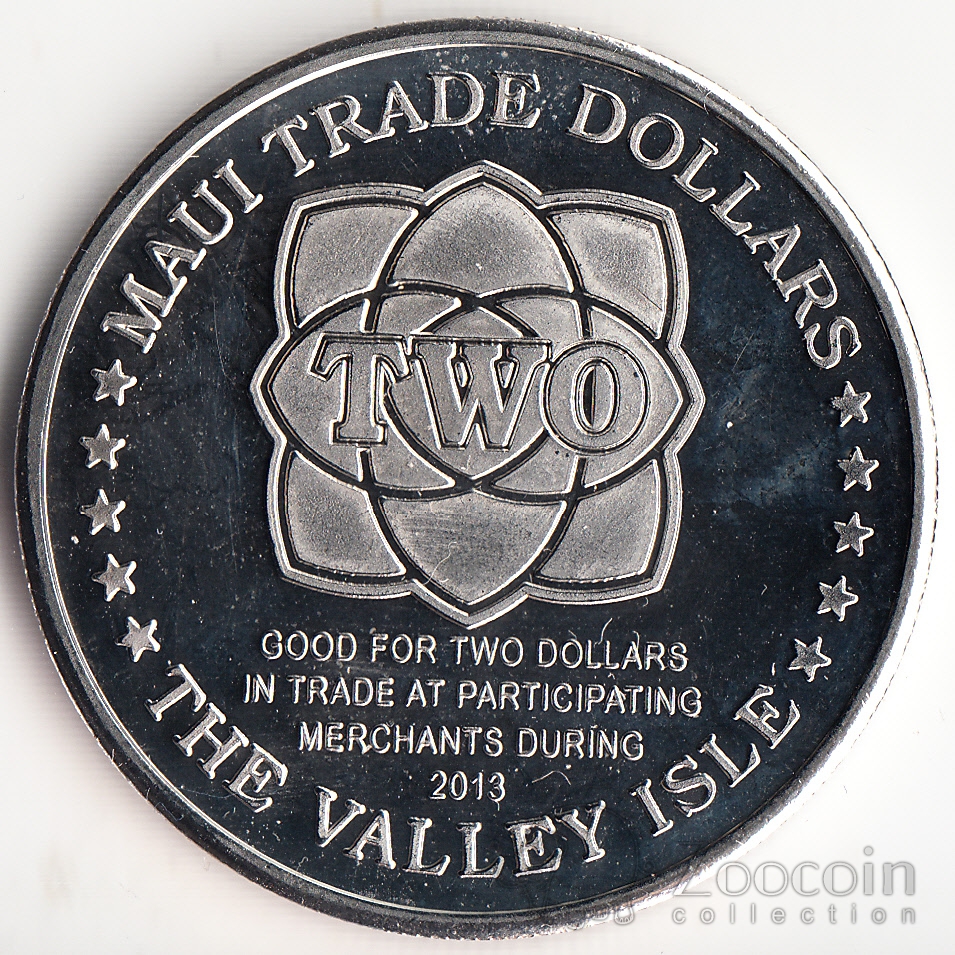 MAUI TRADE DOLLARS
TWO
GOOD FOR TWO DOLLARS
IN TRADE AT PARTICIPATING
MERCHANTS DURING
2013
THE VALLEY ISLE
Zoocoin
collection